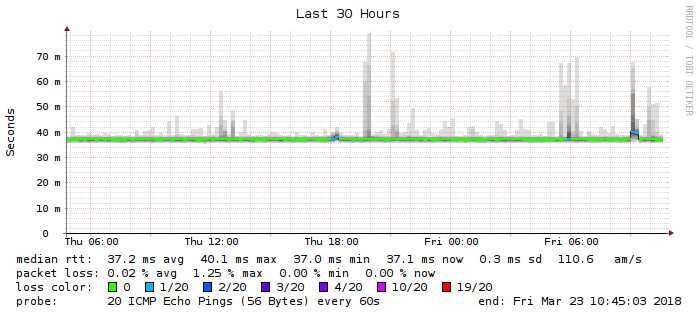 Last 30 Hours
RRDTOOL / TOBI OETIKER
Seconds
70 m
60 m
50 m
40 m
30 m
20 m
10 m
0
Thu 06:00 Thu 12:00 Thu 18:00 Fri 00:00 Fri 06:00
median rtt: 37.2 ms avg 40.1 ms max 37.0 ms min 37.1 ms now 0.3 ms sd 110.6 am/s
packet loss: 0.02 % avg 1.25 % max 0.00 % min 0.00 % now
loss color: 0 1/20 2/20 3/20 4/20 10/20 19/20
probe: 20 ICMP Echo Pings (56 Bytes) every 60s end: Fri Mar 23 10:45:03 2018